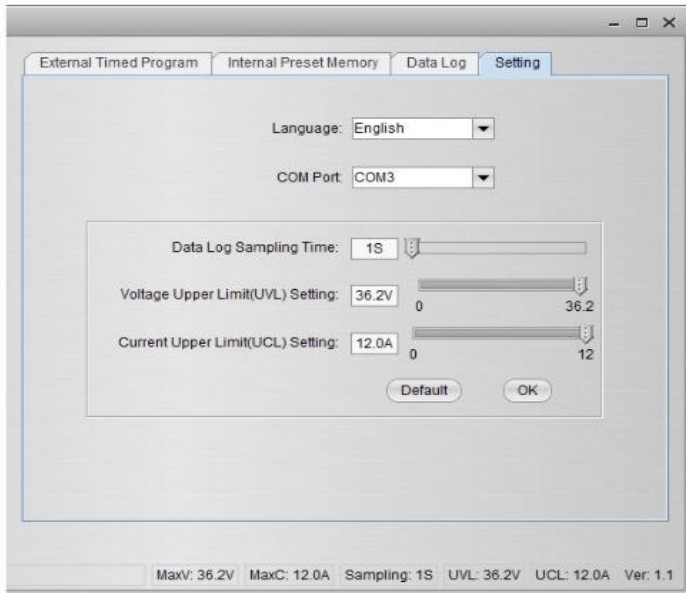 External Timed Program Internal Preset Memory Data Log Setting
Language: English
COM Port: COM3
Data Log Sampling Time: 1S
Voltage Upper Limit(UVL) Setting: 36.2V
0 36.2
Current Upper Limit(UCL) Setting: 12.0A
0 12
Default OK
MaxV: 36.2V MaxC: 12.0A Sampling: 1S UVL: 36.2V UCL: 12.0A Ver: 1.1